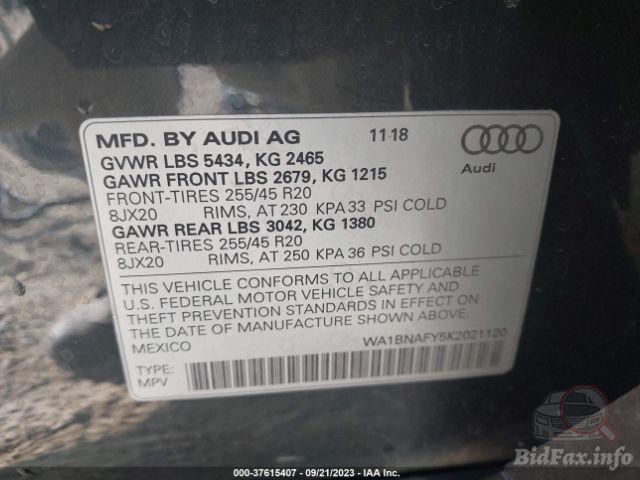 MFD. BY AUDI AG 11-18
GVWR LBS 5434, KG 2465
GAWR FRONT LBS 2679, KG 1215
FRONT-TIRES 255/45 R20
8JX20 RIMS, AT 230 KPA 33 PSI COLD
GAWR REAR LBS 3042, KG 1380
REAR-TIRES 255/45 R20
8JX20 RIMS, AT 250 KPA 36 PSI COLD
Audi
THIS VEHICLE CONFORMS TO ALL APPLICABLE
U.S. FEDERAL MOTOR VEHICLE SAFETY AND
THEFT PREVENTION STANDARDS IN EFFECT ON
THE DATE OF MANUFACTURE SHOWN ABOVE.
MEXICO WA1BNAFY5K2021120
TYPE:
MPV
BidFax.info
000-37615407 - 09/21/2023 - IAA Inc.